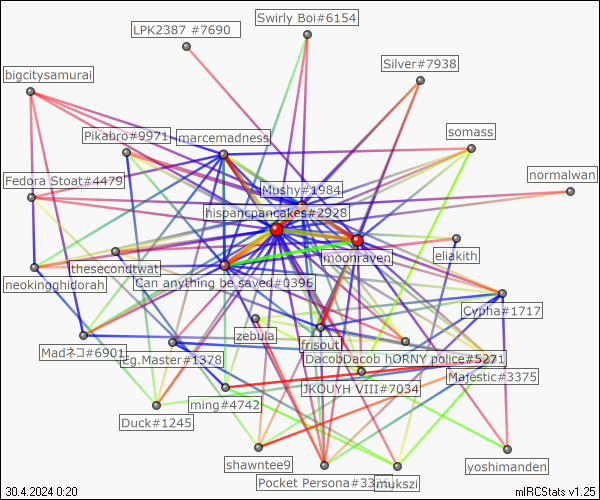 LPK2387 #7690
Swirly Boi#6154
Silver#7938
bigcitysamurai
Pikabro#9971
marcemadness
somass
Fedora Stoat#4479
Mushy#1984
normalwan
hispancpancakes#2928
moonraven
eliakith
thesecondtwat
neokingghidorah
Can anything be saved#0396
Cypha#1717
zebula
frisout
Madネコ#6901
Eg.Master#1378
DacobDacob hORNY police#5271
Majestic#3375
JKOUYH VIII#7034
ming#4742
Duck#1245
shawntee9
yoshimanden
Pocket Persona#33
mukszi
30.4.2024 0:20
mIRCStats v1.25